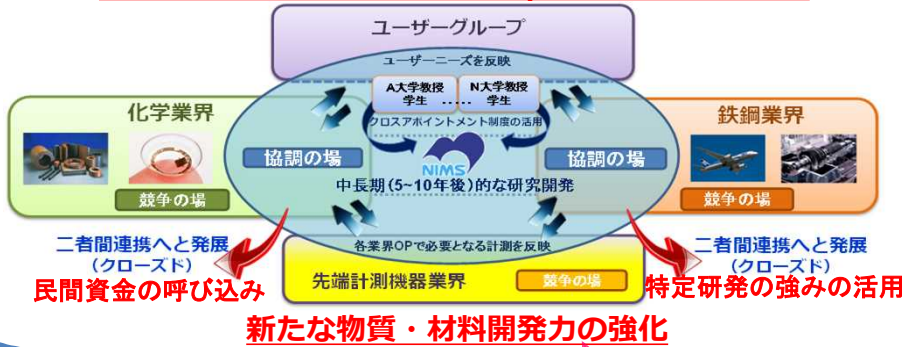 ユーザーグループ
ユーザーニーズを反映
A大学教授
学生
.....
N大学教授
学生
クロスアポイントメント制度の活用
化学業界
鉄鋼業界
協調の場
協調の場
NIMS
中長期(5~10年後)的な研究開発
競争の場
競争の場
各業界OPで必要となる計測を反映
二者間連携へと発展
(クローズド)
民間資金の呼び込み
二者間連携へと発展
(クローズド)
特定研発の強みの活用
先端計測機器業界
競争の場
新たな物質・材料開発力の強化